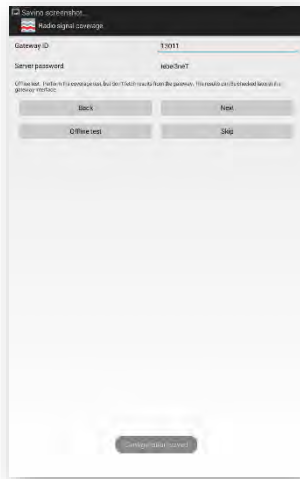 Saving screenshot...
Radio signal coverage
Gateway ID 13011
Server password
Offline test: Perform the coverage test, but don't fetch results from the gateway. The results can be checked later in the
gateway interface.
Back Next
Offline test Skip
Configuration saved